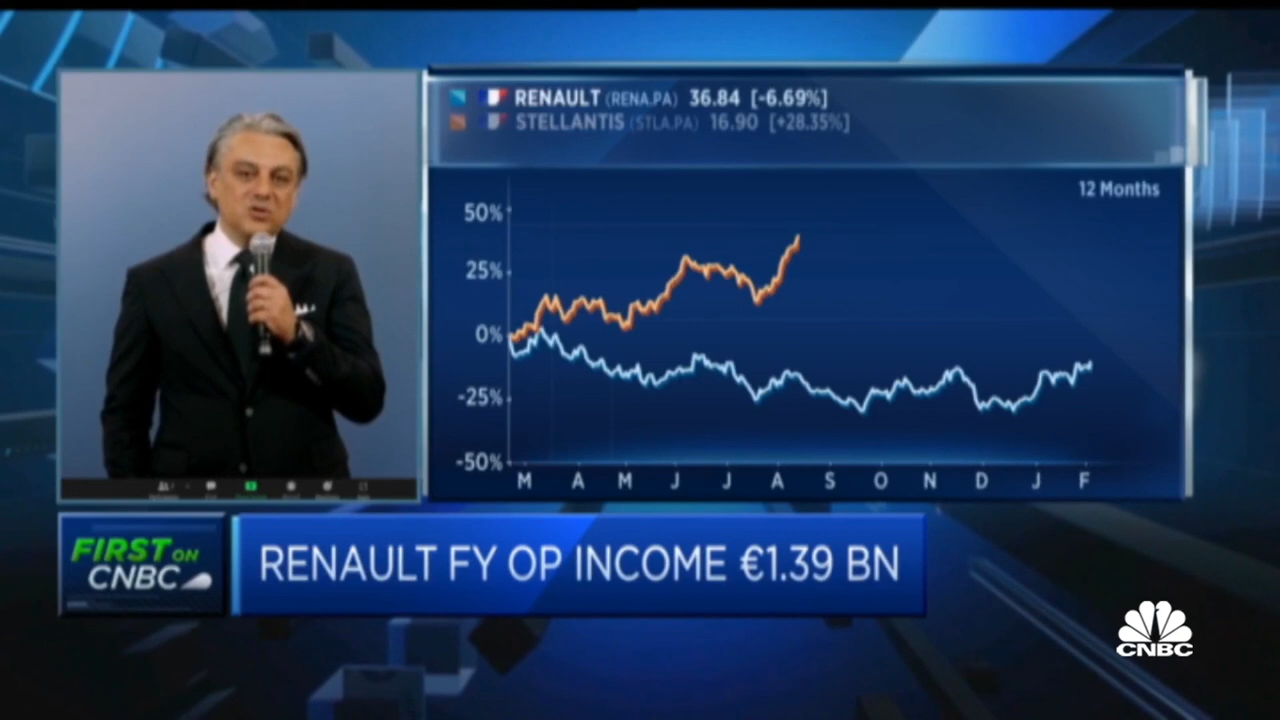 RENAULT (RENA.PA) 36.84 [-6.69%]
STELLANTIS (STLA.PA) 16.90 [+28.35%]
12 Months
50%
25%
0%
-25%
-50%
M A M J J A S O N D J F
FIRST ON
CNBC
RENAULT FY OP INCOME €1.39 BN
CNBC